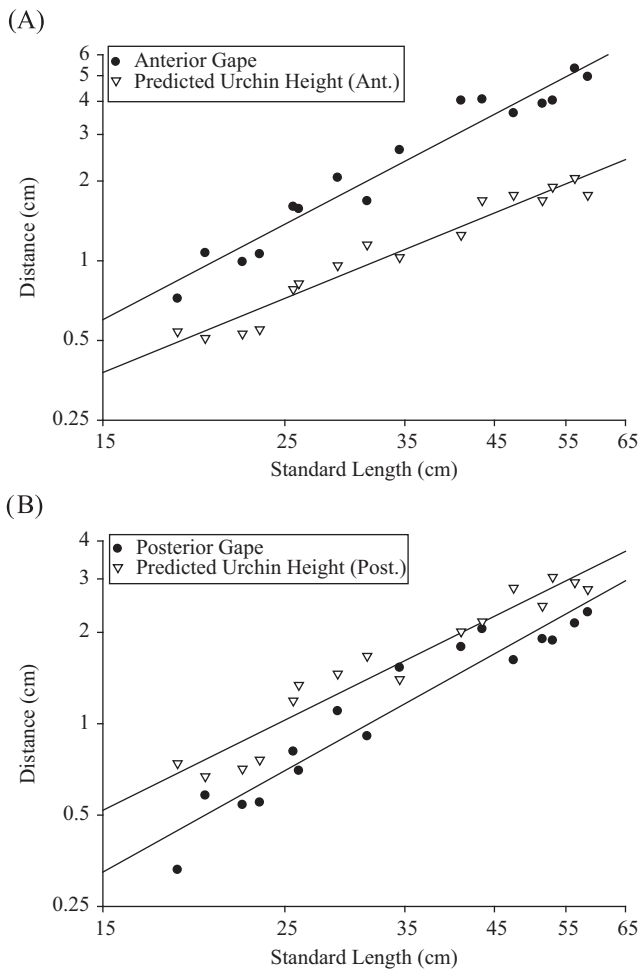 (A)
6
5
4
3
2
1
0.5
0.25
Distance (cm)
Anterior Gape
Predicted Urchin Height (Ant.)
15 25 35 45 55 65
Standard Length (cm)
(B)
4
3
2
1
0.5
0.25
Distance (cm)
Posterior Gape
Predicted Urchin Height (Post.)
15 25 35 45 55 65
Standard Length (cm)